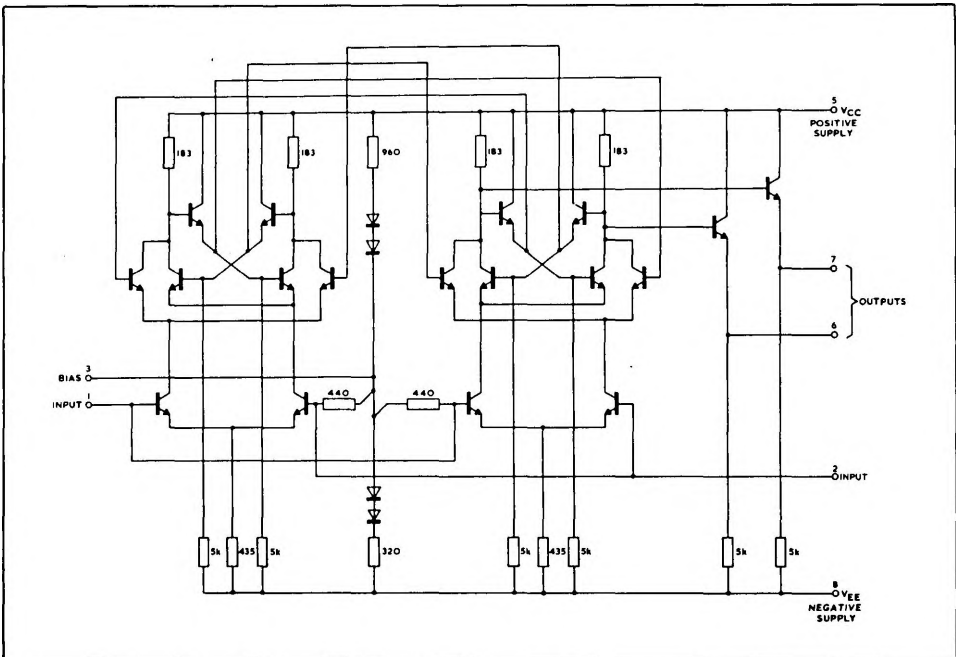 5
VCC
POSITIVE
SUPPLY
183
183
960
183
183
7
OUTPUTS
6
3
BIAS
1
INPUT
440
440
2
INPUT
5k
435
5k
320
5k
435
5k
5k
5k
8
VEE
NEGATIVE
SUPPLY